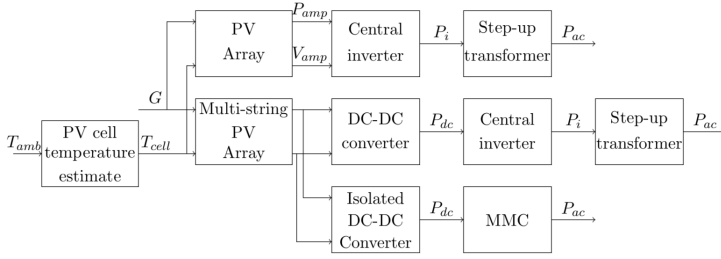 PV
Array
P_amp
V_amp
Central
inverter
P_i
Step-up
transformer
P_ac
G
T_amb
PV cell
temperature
estimate
T_cell
Multi-string
PV
Array
DC-DC
converter
P_dc
Central
inverter
P_i
Step-up
transformer
P_ac
Isolated
DC-DC
Converter
P_dc
MMC
P_ac